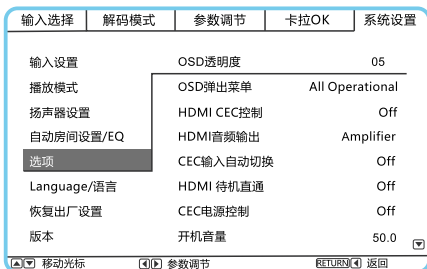 输入选择 解码模式 参数调节 卡拉OK 系统设置
输入设置 OSD透明度 05
播放模式 OSD弹出菜单 All Operational
扬声器设置 HDMI CEC控制 Off
自动房间设置/EQ HDMI音频输出 Amplifier
选项 CEC输入自动切换 Off
Language/语言 HDMI 待机直通 Off
恢复出厂设置 CEC电源控制 Off
版本 开机音量 50.0
移动光标 参数调节 RETURN 返回